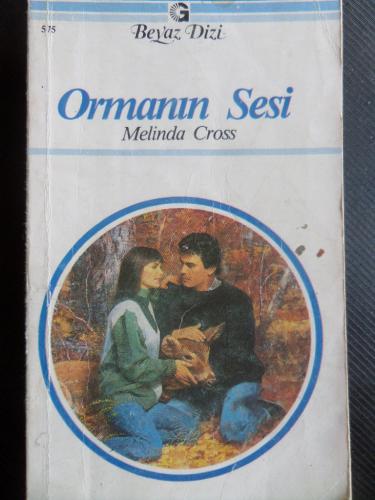 G
575
Beyaz Dizi
Ormanın Sesi
Melinda Cross